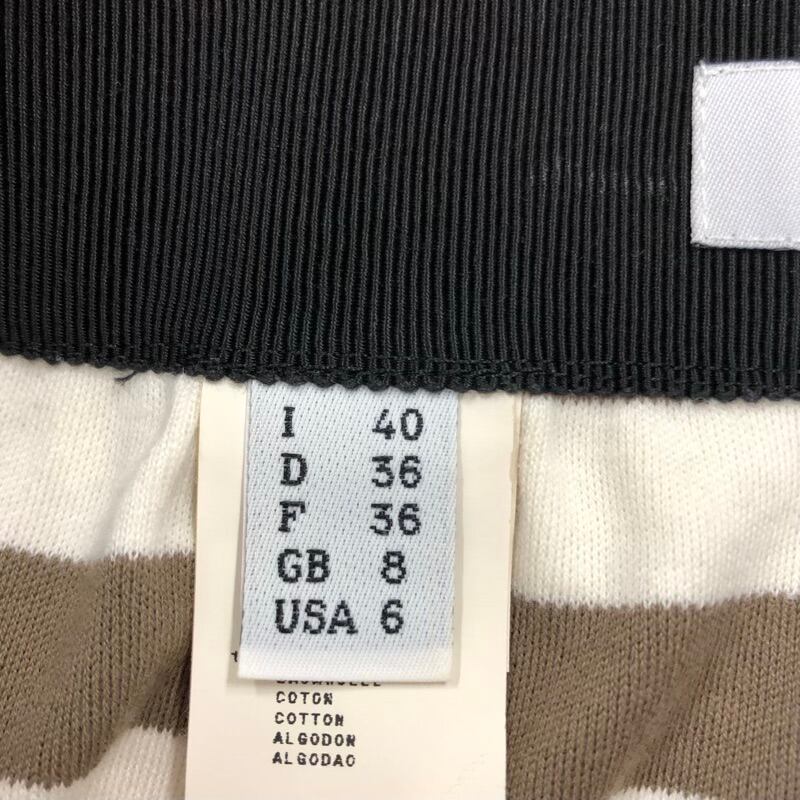 I 40
D 36
F 36
GB 8
USA 6
COTON
COTTON
ALGODON
ALGODAO